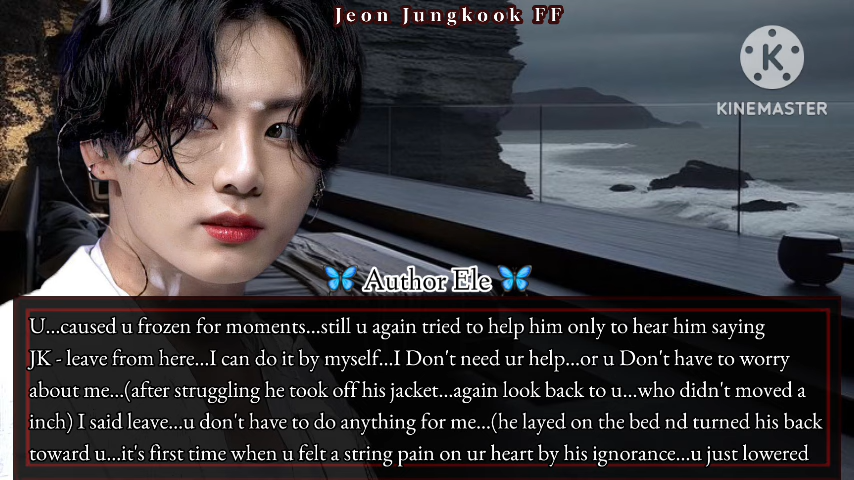 Jeon Jungkook FF
KINEMASTER
🦋 Author Ele 🦋
U...caused u frozen for moments...still u again tried to help him only to hear him saying
JK - leave from here...I can do it by myself...I Don't need ur help...or u Don't have to worry
about me...(after struggling he took off his jacket...again look back to u...who didn't moved a
inch) I said leave...u don't have to do anything for me...(he layed on the bed nd turned his back
toward u...it's first time when u felt a string pain on ur heart by his ignorance...u just lowered